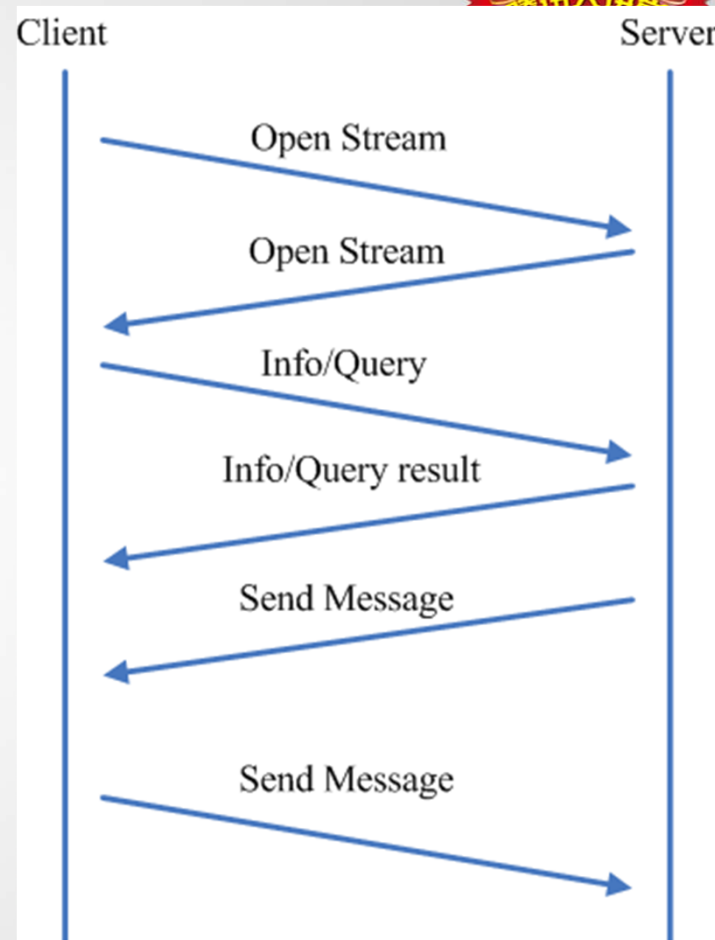 Client
Server
Open Stream
Open Stream
Info/Query
Info/Query result
Send Message
Send Message